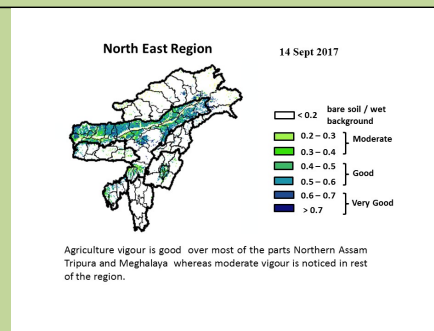 North East Region
14 Sept 2017
< 0.2 bare soil / wet
background
0.2 – 0.3
Moderate
0.3 – 0.4
0.4 – 0.5
Good
0.5 – 0.6
0.6 – 0.7
Very Good
> 0.7
Agriculture vigour is good over most of the parts Northern Assam
Tripura and Meghalaya whereas moderate vigour is noticed in rest
of the region.